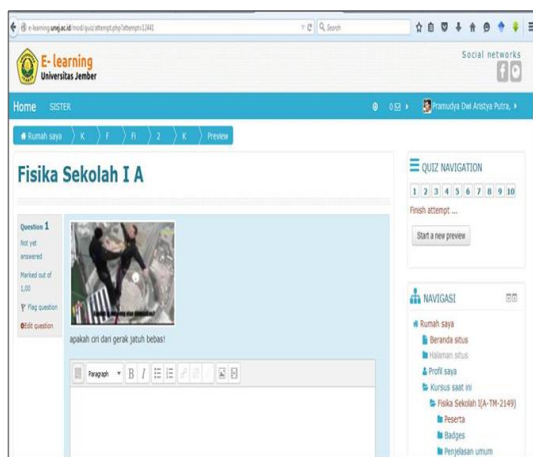 e-learning.unej.ac.id/mod/quiz/attempt.php?attempt=12441
Search
E- learning
Universitas Jember
Social networks
Home SISTER
0
Pramudya Dwi Aristya Putra,
Rumah saya K F Fi 2 K Preview
Fisika Sekolah I A
Question 1
Not yet
answered
Marked out of
1,00
Flag question
Edit question
apakah ciri dari gerak jatuh bebas!
Paragraph B I
QUIZ NAVIGATION
1 2 3 4 5 6 7 8 9 10
Finish attempt ...
Start a new preview
NAVIGASI
Rumah saya
Beranda situs
Halaman situs
Profil saya
Kursus saat ini
Fisika Sekolah I(A-TM-2149)
Peserta
Badges
Penjelasan umum